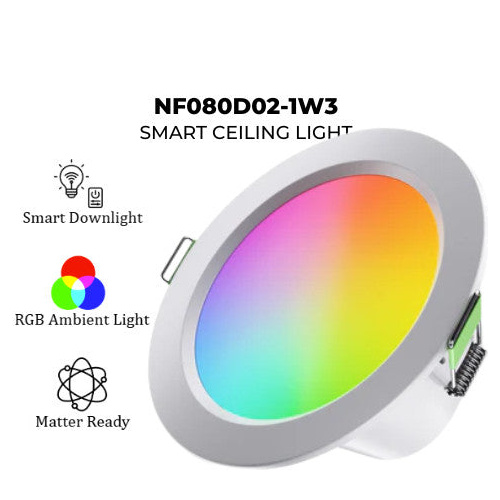 NF080D02-1W3
SMART CEILING LIGHT
Smart Downlight
RGB Ambient Light
Matter Ready